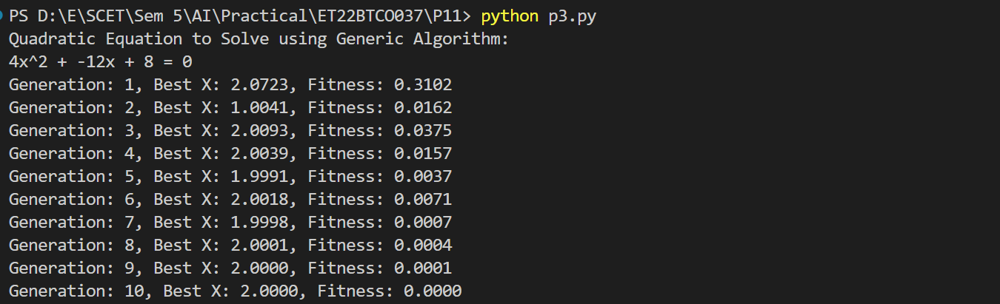 PS D:\E\SCET\Sem 5\AI\Practical\ET22BTCO037\P11> python p3.py
Quadratic Equation to Solve using Generic Algorithm:
4x^2 + -12x + 8 = 0
Generation: 1, Best X: 2.0723, Fitness: 0.3102
Generation: 2, Best X: 1.0041, Fitness: 0.0162
Generation: 3, Best X: 2.0093, Fitness: 0.0375
Generation: 4, Best X: 2.0039, Fitness: 0.0157
Generation: 5, Best X: 1.9991, Fitness: 0.0037
Generation: 6, Best X: 2.0018, Fitness: 0.0071
Generation: 7, Best X: 1.9998, Fitness: 0.0007
Generation: 8, Best X: 2.0001, Fitness: 0.0004
Generation: 9, Best X: 2.0000, Fitness: 0.0001
Generation: 10, Best X: 2.0000, Fitness: 0.0000